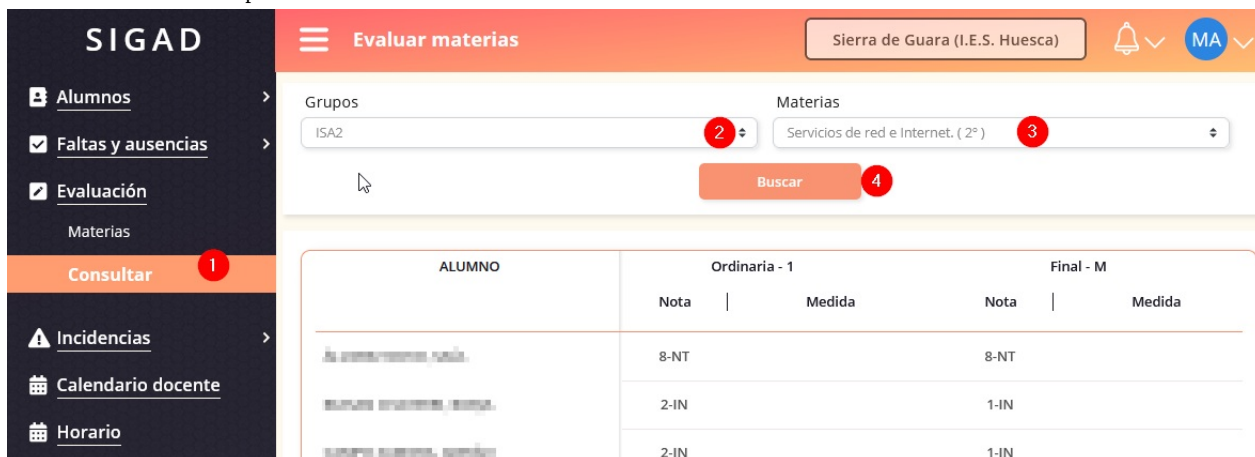 SIGAD
Evaluar materias
Sierra de Guara (I.E.S. Huesca)
MA
Alumnos
Faltas y ausencias
Evaluación
Materias
Consultar
1
Incidencias
Calendario docente
Horario
Grupos
Materias
ISA2
2
Servicios de red e Internet. ( 2º )
3
Buscar
4
ALUMNO
Ordinaria - 1
Final - M
Nota | Medida
Nota | Medida
8-NT
8-NT
2-IN
1-IN
2-IN
1-IN